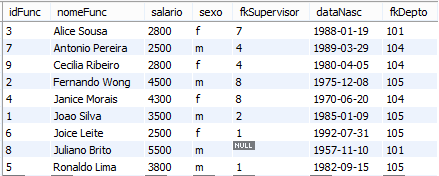 idFunc nomeFunc salario sexo fkSupervisor dataNasc fkDepto
3 Alice Sousa 2800 f 7 1988-01-19 101
7 Antonio Pereira 2500 m 4 1989-03-29 104
9 Cecilia Ribeiro 2800 f 4 1980-04-05 104
2 Fernando Wong 4500 m 8 1975-12-08 105
4 Janice Morais 4300 f 8 1970-06-20 104
1 Joao Silva 3500 m 2 1985-01-09 105
6 Joice Leite 2500 f 1 1992-07-31 105
8 Juliano Brito 5500 m NULL 1957-11-10 101
5 Ronaldo Lima 3800 m 1 1982-09-15 105